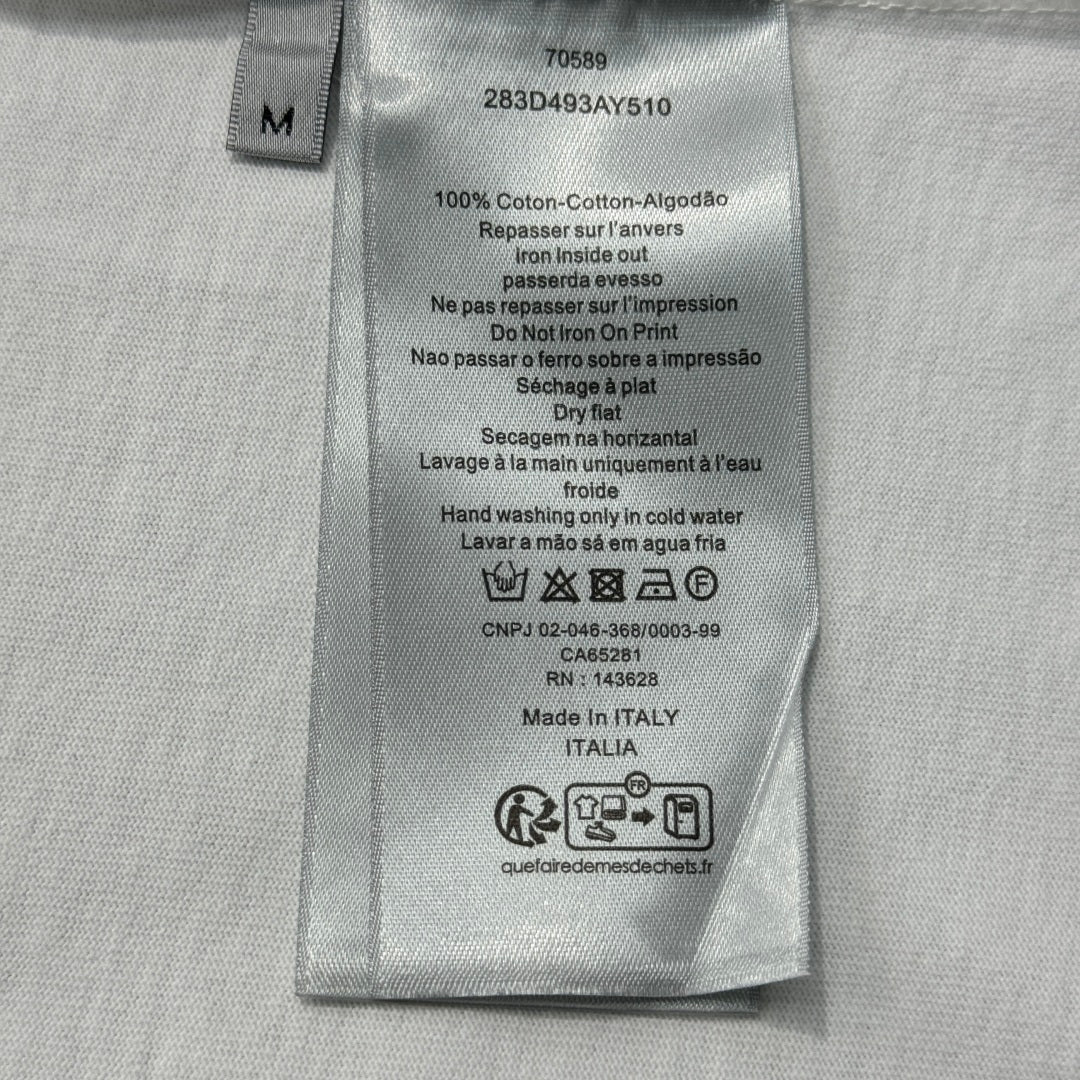 M
70589
283D493AY510
100% Coton-Cotton-Algodão
Repasser sur l'anvers
Iron Inside out
passerda evesso
Ne pas repasser sur l'impression
Do Not Iron On Print
Nao passar o ferro sobre a impressão
Séchage à plat
Dry flat
Secagem na horizantal
Lavage à la main uniquement à l'eau
froide
Hand washing only in cold water
Lavar a mão sá em agua fria
F
CNPJ 02-046-368/0003-99
CA65281
RN : 143628
Made In ITALY
ITALIA
FR
quefairedemesdechets.fr